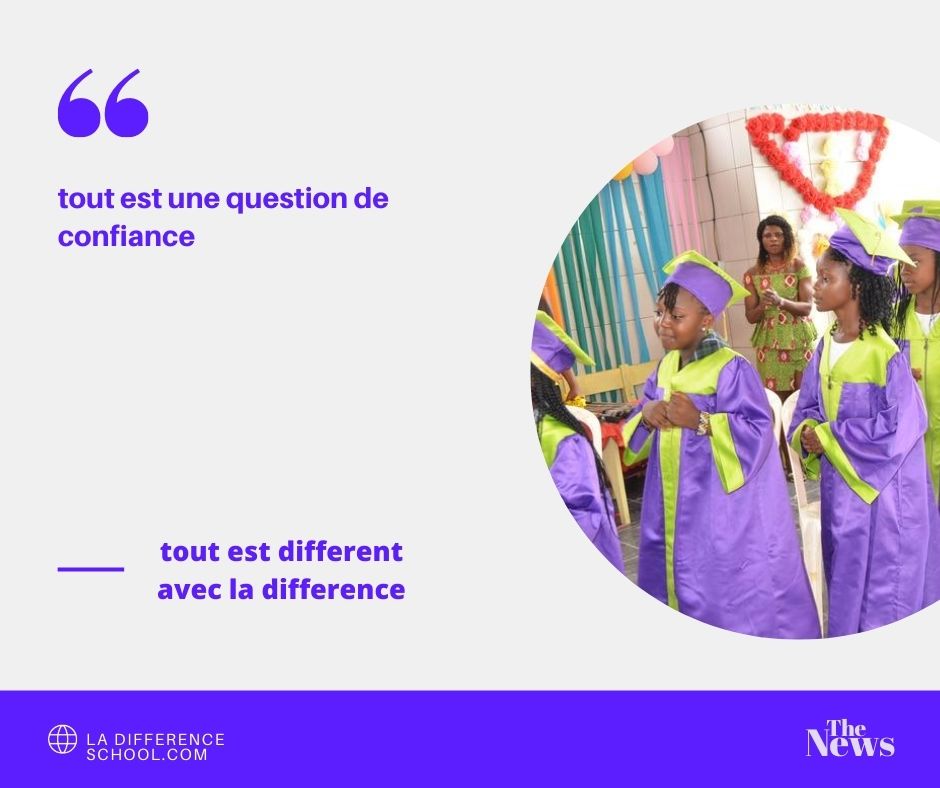 tout est une question de
confiance
tout est different
avec la difference
LA DIFFERENCE
SCHOOL.COM
The
News